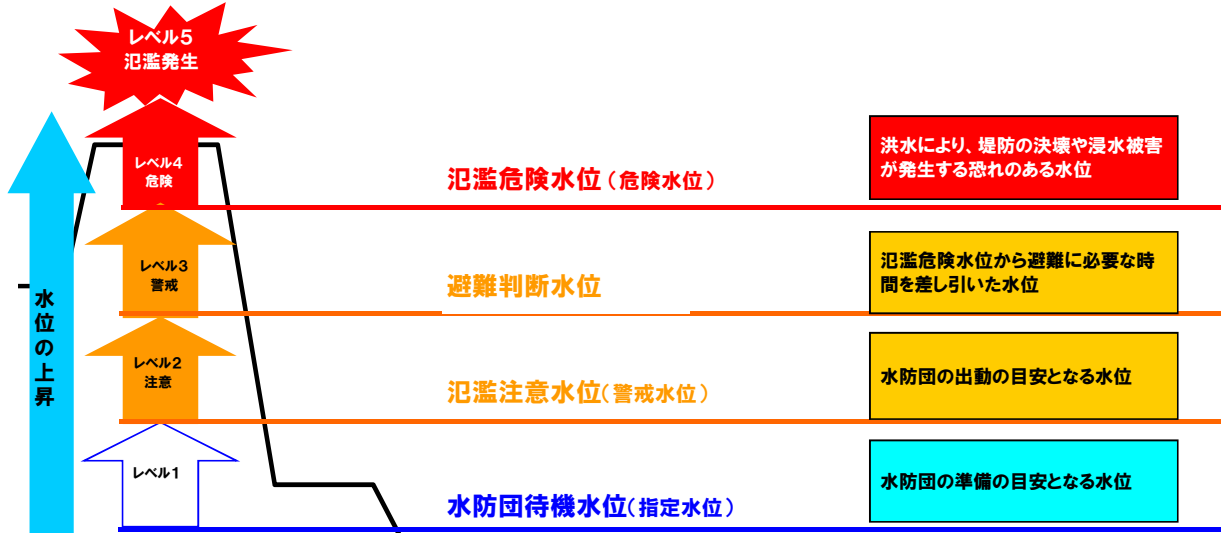 レベル5
氾濫発生
レベル4
危険
氾濫危険水位(危険水位)
洪水により、堤防の決壊や浸水被害
が発生する恐れのある水位
レベル3
警戒
避難判断水位
氾濫危険水位から避難に必要な時
間を差し引いた水位
水位の上昇
レベル2
注意
氾濫注意水位(警戒水位)
水防団の出動の目安となる水位
レベル1
水防団待機水位(指定水位)
水防団の準備の目安となる水位